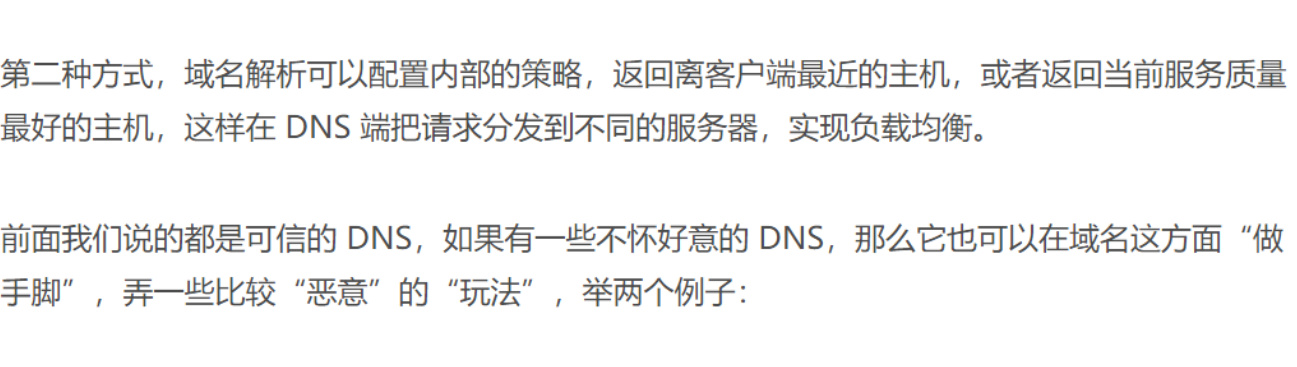 第二种方式，域名解析可以配置内部的策略，返回离客户端最近的主机，或者返回当前服务质量
最好的主机，这样在 DNS 端把请求分发到不同的服务器，实现负载均衡。
前面我们说的都是可信的 DNS，如果有一些不怀好意的 DNS，那么它也可以在域名这方面“做
手脚”，弄一些比较“恶意”的“玩法”，举两个例子：